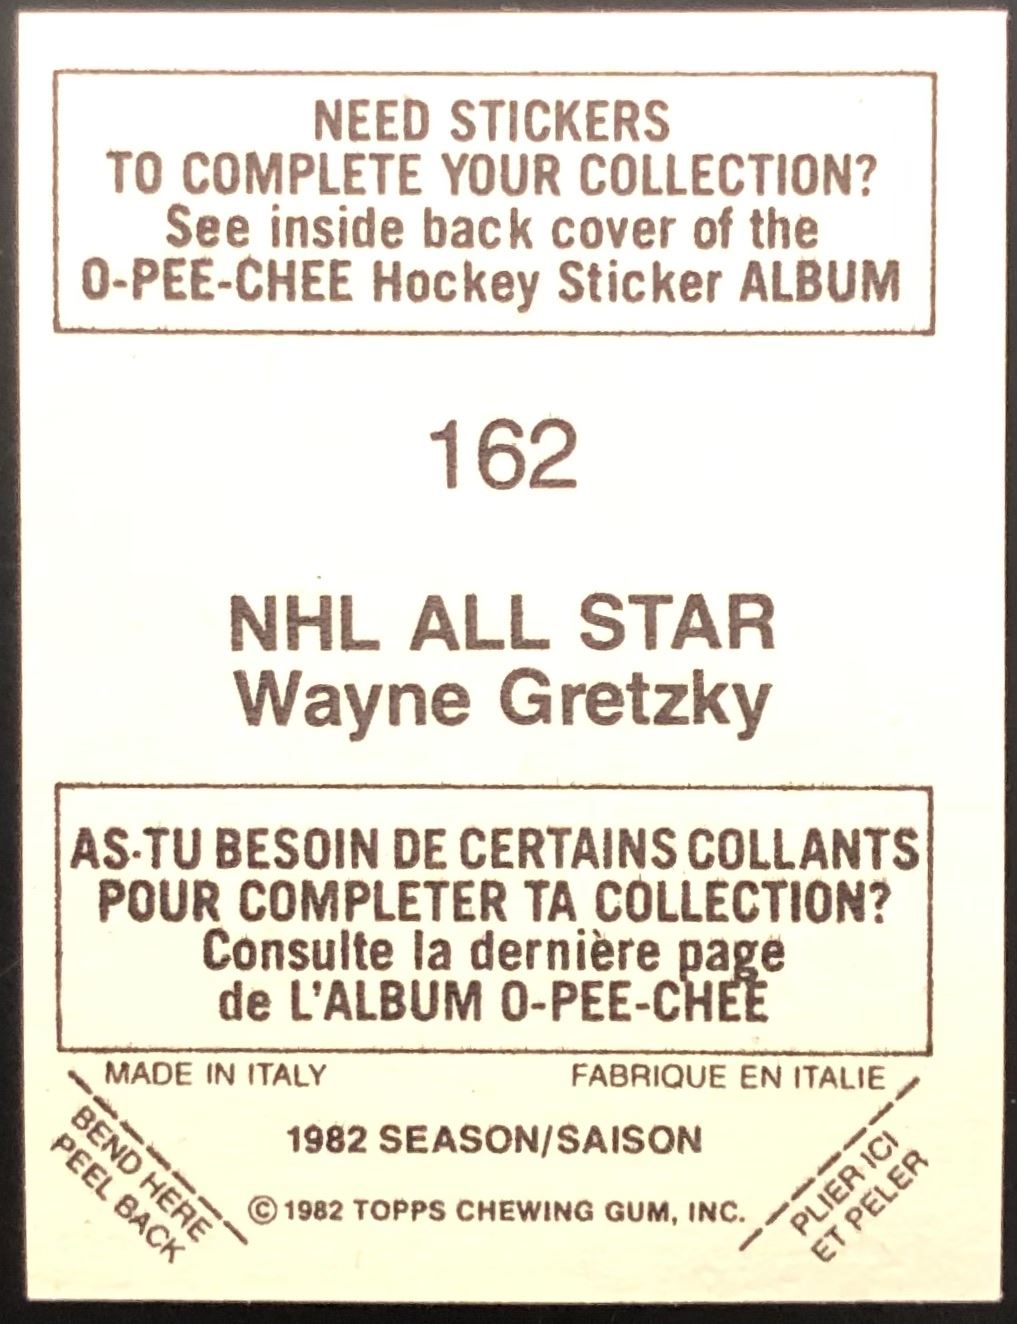 NEED STICKERS
TO COMPLETE YOUR COLLECTION?
See inside back cover of the
O-PEE-CHEE Hockey Sticker ALBUM
162
NHL ALL STAR
Wayne Gretzky
AS-TU BESOIN DE CERTAINS COLLANTS
POUR COMPLETER TA COLLECTION?
Consulte la dernière page
de L'ALBUM O-PEE-CHEE
MADE IN ITALY
FABRIQUE EN ITALIE
BEND HERE
PEEL BACK
1982 SEASON/SAISON
© 1982 TOPPS CHEWING GUM, INC.
PLIER ICI
ET PELER